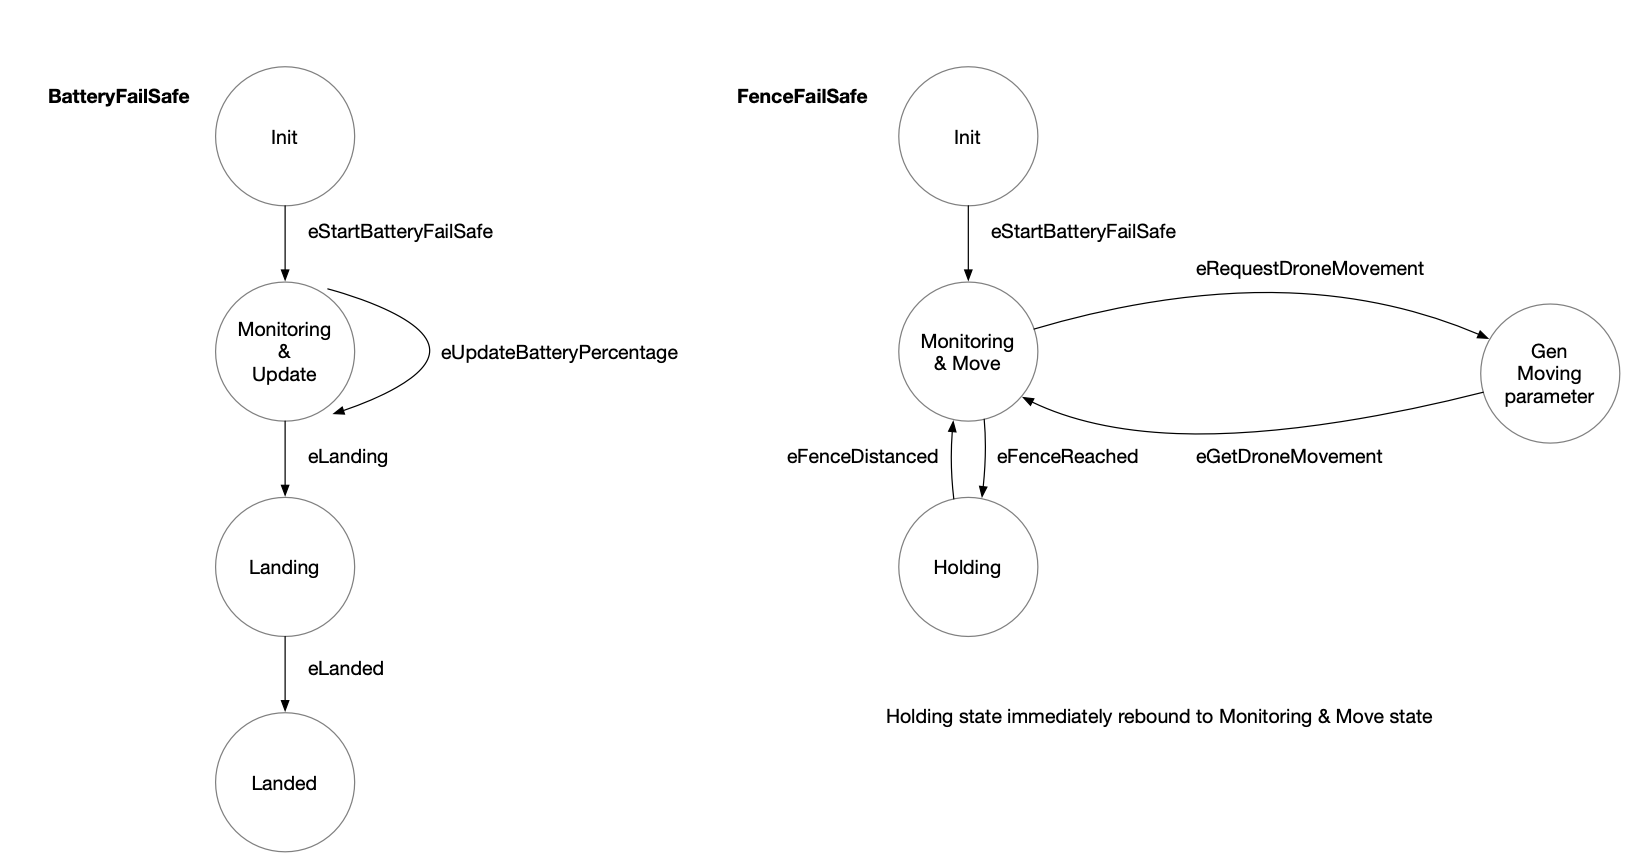 BatteryFailSafe
Init
eStartBatteryFailSafe
Monitoring
&
Update
eUpdateBatteryPercentage
eLanding
Landing
eLanded
Landed
FenceFailSafe
Init
eStartBatteryFailSafe
eRequestDroneMovement
Monitoring
& Move
Gen
Moving
parameter
eFenceDistanced
eFenceReached
eGetDroneMovement
Holding
Holding state immediately rebound to Monitoring & Move state